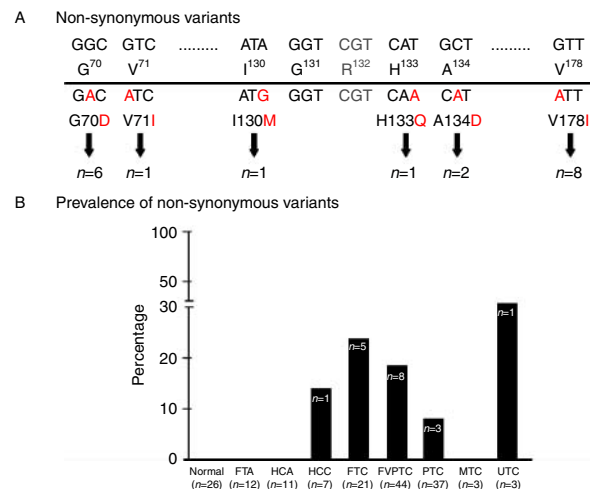 A Non-synonymous variants
GGC GTC ......... ATA GGT CGT CAT GCT ......... GTT
G70 V71 I130 G131 R132 H133 A134 V178
GAC ATC ATG GGT CGT CAA CAT ATT
G70D V71I I130M H133Q A134D V178I
n=6 n=1 n=1 n=1 n=2 n=8
B Prevalence of non-synonymous variants
100
50
30
20
10
0
Percentage
n=1
n=5
n=8
n=3
n=1
Normal FTA HCA HCC FTC FVPTC PTC MTC UTC
(n=26) (n=12) (n=11) (n=7) (n=21) (n=44) (n=37) (n=3) (n=3)